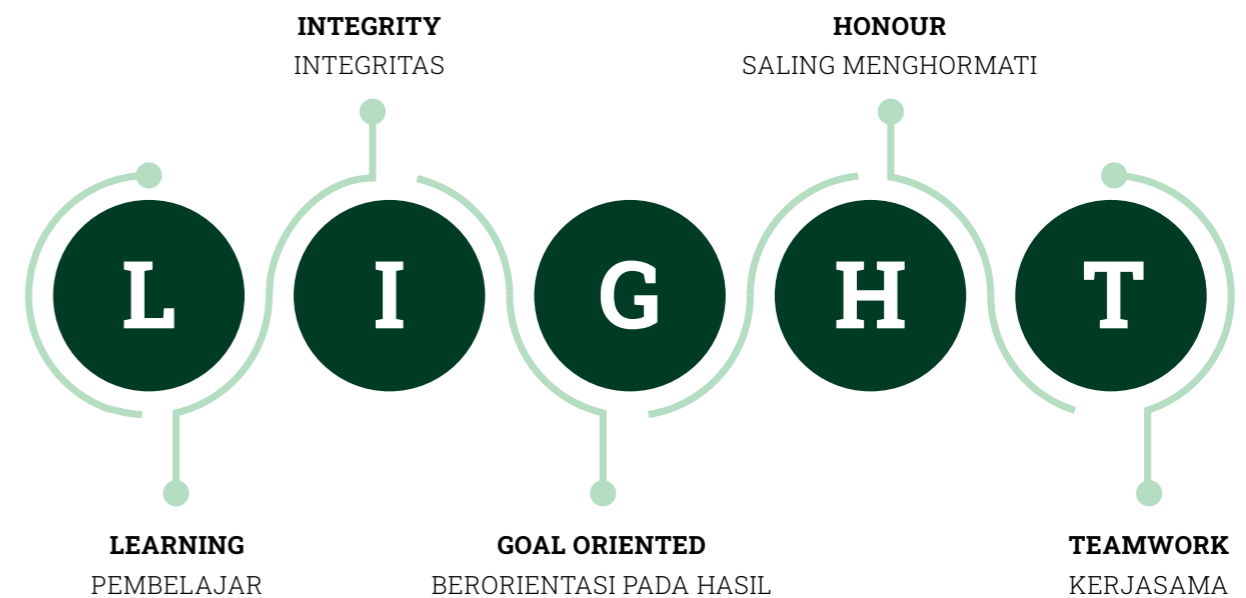 INTEGRITY
INTEGRITAS
HONOUR
SALING MENGHORMATI
L
I
G
H
T
LEARNING
PEMBELAJAR
GOAL ORIENTED
BERORIENTASI PADA HASIL
TEAMWORK
KERJASAMA